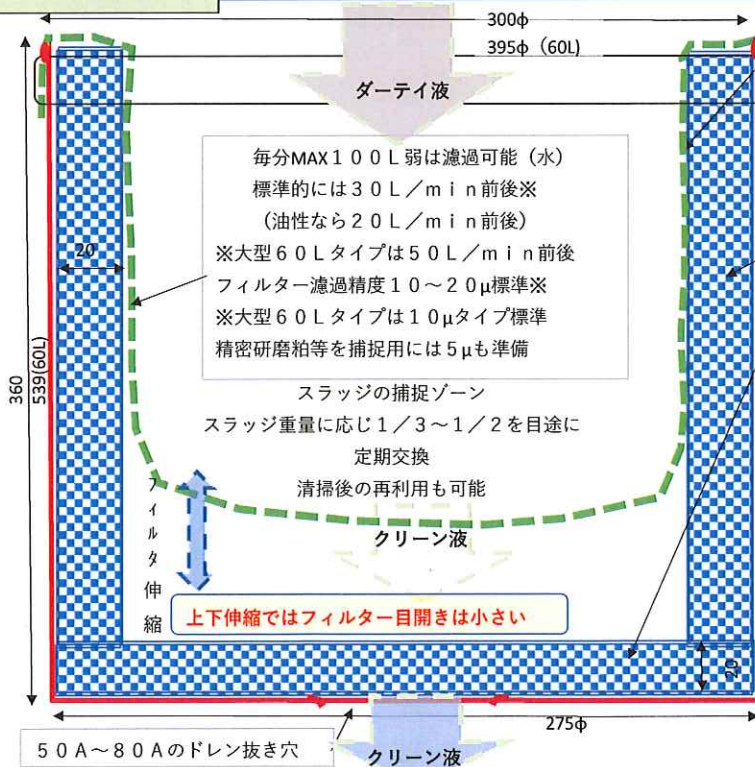 300φ
395φ（60L)
ダーテイ液
毎分MAX１００Ｌ弱は濾過可能（水）
標準的には３０Ｌ／ｍｉｎ前後※
(油性なら２０Ｌ／ｍｉｎ前後）
※大型６０Ｌタイプは５０Ｌ／ｍｉｎ前後
フィルター濾過精度１０～２０μ標準※
※大型６０Ｌタイプは１０μタイプ標準
精密研磨粕等を捕捉用には５μも準備
20
360
539(60L)
スラッジの捕捉ゾーン
スラッジ重量に応じ１／３～１／２を目途に
定期交換
清掃後の再利用も可能
フィルタ伸縮
クリーン液
上下伸縮ではフィルター目開きは小さい
20
275φ
５０Ａ～８０Ａのドレン抜き穴
クリーン液